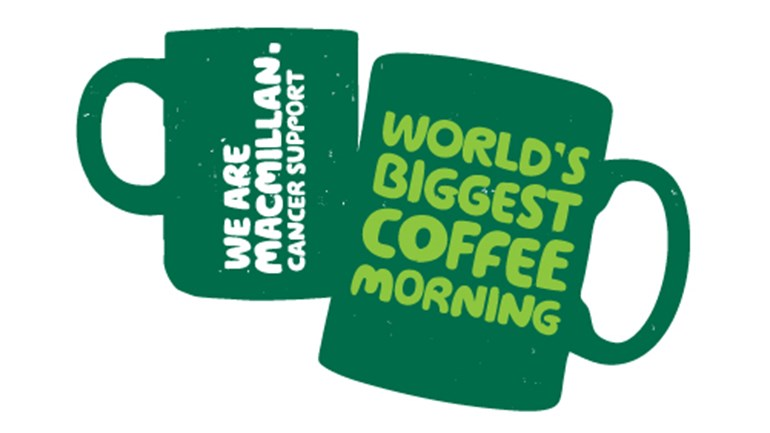 WE ARE
MACMILLAN.
CANCER SUPPORT
WORLD'S
BIGGEST
COFFEE
MORNING